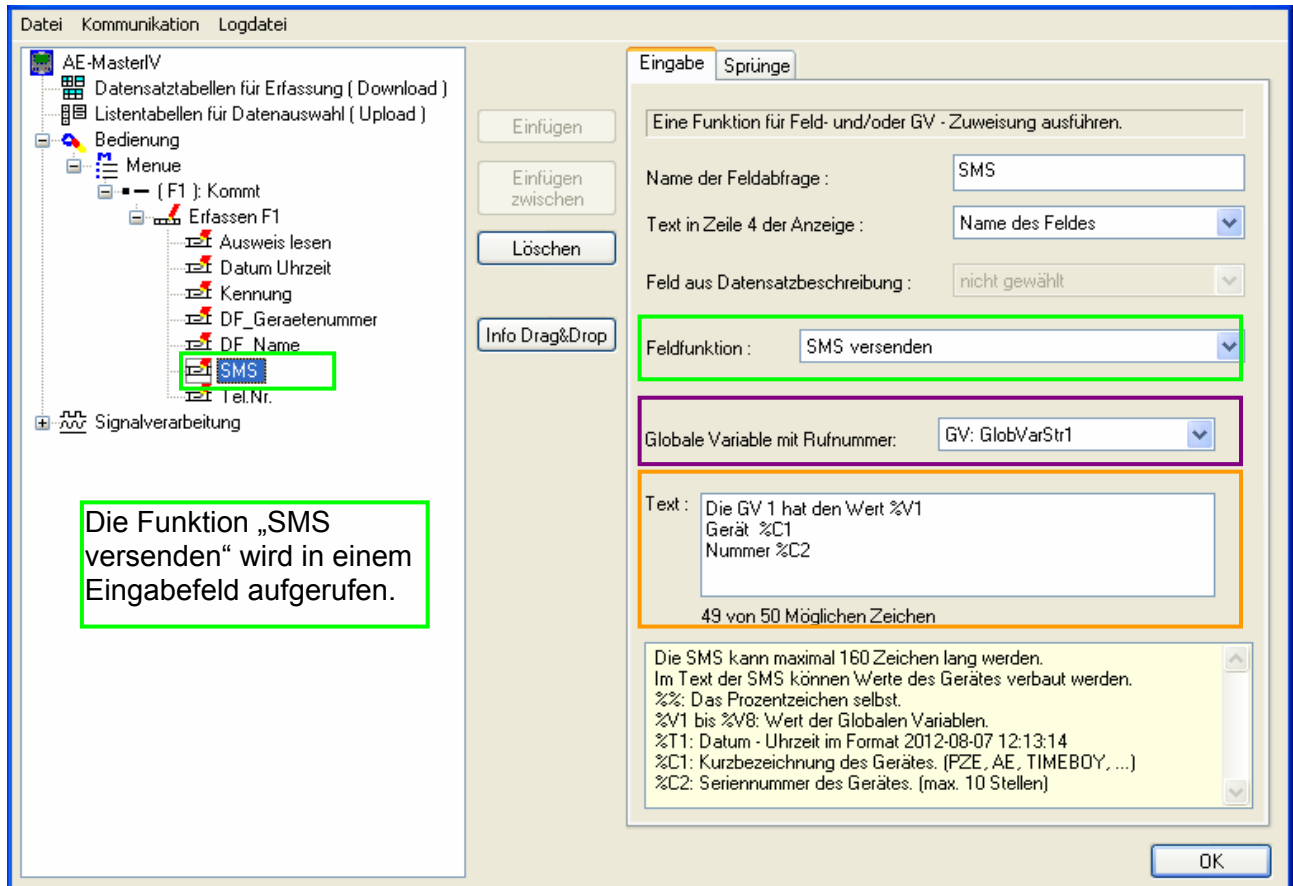 Datei Kommunikation Logdatei
AE-MasterIV
Datensatztabellen für Erfassung ( Download )
Listentabellen für Datenauswahl ( Upload )
Bedienung
Menue
( F1 ): Kommt
Erfassen F1
Ausweis lesen
Datum Uhrzeit
Kennung
DF_Geraetenummer
DF_Name
SMS
Tel.Nr.
Signalverarbeitung
Die Funktion „SMS
versenden“ wird in einem
Eingabefeld aufgerufen.
Einfügen
Einfügen
zwischen
Löschen
Info Drag&Drop
Eingabe Sprünge
Eine Funktion für Feld- und/oder GV - Zuweisung ausführen.
Name der Feldabfrage : SMS
Text in Zeile 4 der Anzeige : Name des Feldes
Feld aus Datensatzbeschreibung : nicht gewählt
Feldfunktion : SMS versenden
Globale Variable mit Rufnummer: GV: GlobVarStr1
Text : Die GV 1 hat den Wert %V1
Gerät %C1
Nummer %C2
49 von 50 Möglichen Zeichen
Die SMS kann maximal 160 Zeichen lang werden.
Im Text der SMS können Werte des Gerätes verbaut werden.
%%: Das Prozentzeichen selbst.
%V1 bis %V8: Wert der Globalen Variablen.
%T1: Datum - Uhrzeit im Format 2012-08-07 12:13:14
%C1: Kurzbezeichnung des Gerätes. (PZE, AE, TIMEBOY, ...)
%C2: Seriennummer des Gerätes. (max. 10 Stellen)
OK